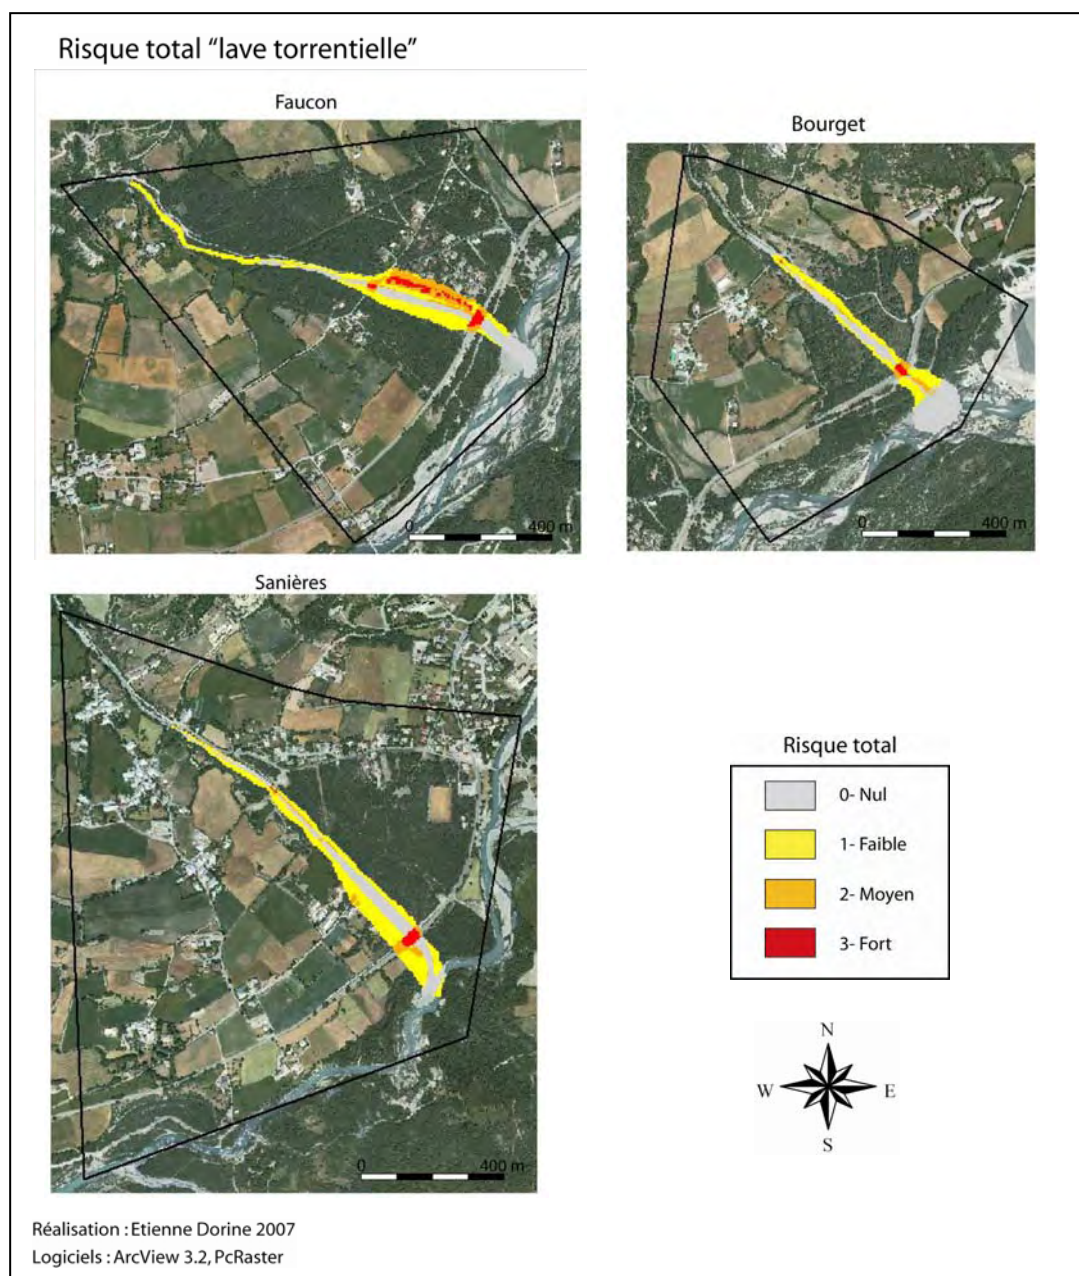 Risque total “lave torrentielle”
Faucon
Bourget
0 400 m
0 400 m
Sanières
0 400 m
Risque total
0- Nul
1- Faible
2- Moyen
3- Fort
N
W E
S
Réalisation : Etienne Dorine 2007
Logiciels : ArcView 3.2, PcRaster